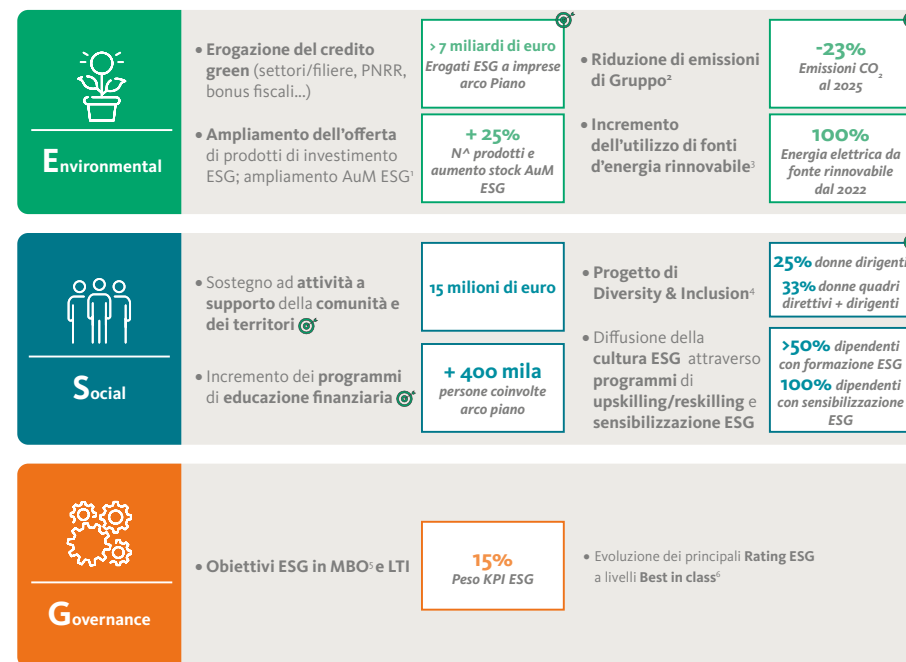 Environmental
• Erogazione del credito
green (settori/filiere, PNRR,
bonus fiscali...)
> 7 miliardi di euro
Erogati ESG a imprese
arco Piano
• Ampliamento dell'offerta
di prodotti di investimento
ESG; ampliamento AuM ESG¹
+ 25%
N^ prodotti e
aumento stock AuM
ESG
• Riduzione di emissioni
di Gruppo²
-23%
Emissioni CO₂
al 2025
• Incremento
dell'utilizzo di fonti
d'energia rinnovabile³
100%
Energia elettrica da
fonte rinnovabile
dal 2022
Social
• Sostegno ad attività a
supporto della comunità e
dei territori
15 milioni di euro
• Incremento dei programmi
di educazione finanziaria
+ 400 mila
persone coinvolte
arco piano
• Progetto di
Diversity & Inclusion⁴
25% donne dirigenti
33% donne quadri
direttivi + dirigenti
• Diffusione della
cultura ESG attraverso
programmi di
upskilling/reskilling e
sensibilizzazione ESG
>50% dipendenti
con formazione ESG
100% dipendenti
con sensibilizzazione
ESG
Governance
• Obiettivi ESG in MBO⁵ e LTI
15%
Peso KPI ESG
• Evoluzione dei principali Rating ESG
a livelli Best in class⁶